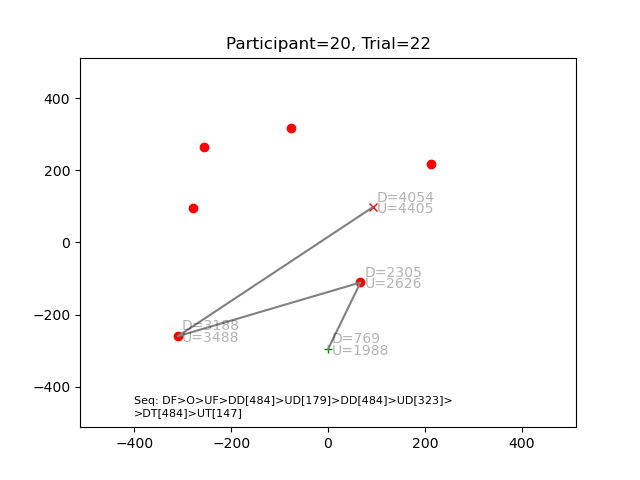 Participant=20, Trial=22
400
200
0
−200
−400
D=4054
U=4405
D=2305
U=2626
D=3188
U=3488
D=769
U=1988
Seq: DF>O>UF>DD[484]>UD[179]>DD[484]>UD[323]>
>DT[484]>UT[147]
−400
−200
0
200
400